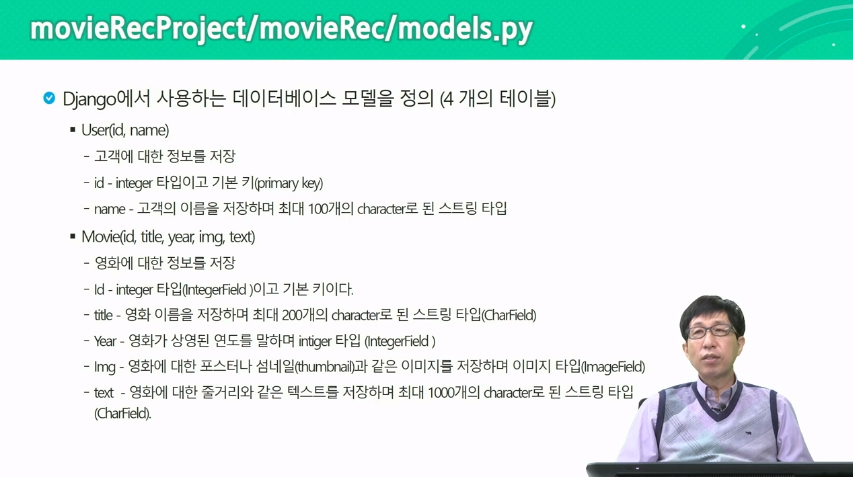 movieRecProject/movieRec/models.py
Django에서 사용하는 데이터베이스 모델을 정의 (4 개의 테이블)
▪ User(id, name)
- 고객에 대한 정보를 저장
- id - integer 타입이고 기본 키(primary key)
- name - 고객의 이름을 저장하며 최대 100개의 character로 된 스트링 타입
▪ Movie(id, title, year, img, text)
- 영화에 대한 정보를 저장
- Id - integer 타입(IntegerField )이고 기본 키이다.
- title - 영화 이름을 저장하며 최대 200개의 character로 된 스트링 타입(CharField)
- Year - 영화가 상영된 연도를 말하며 intiger 타입 (IntegerField )
- Img - 영화에 대한 포스터나 섬네일(thumbnail)과 같은 이미지를 저장하며 이미지 타입(ImageField)
- text - 영화에 대한 줄거리와 같은 텍스트를 저장하며 최대 1000개의 character로 된 스트링 타입
(CharField).